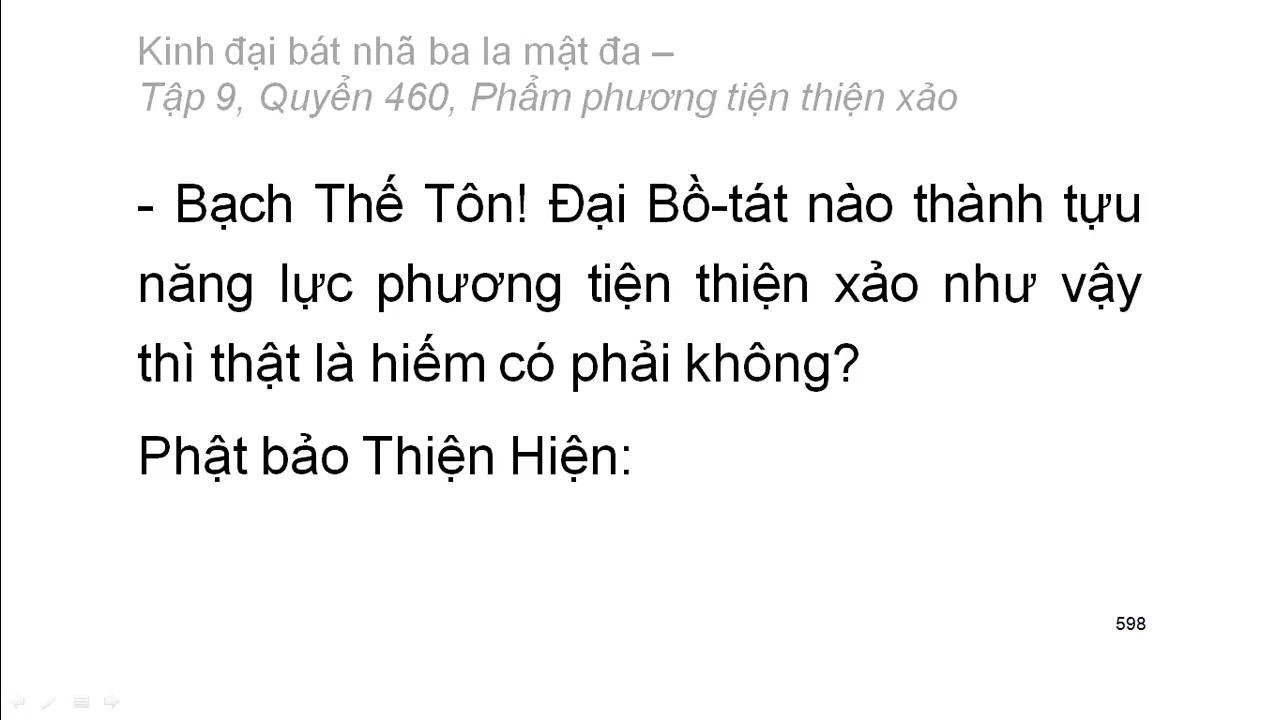 Kinh đại bát nhã ba la mật đa –
Tập 9, Quyển 460, Phẩm phương tiện thiện xảo
- Bạch Thế Tôn! Đại Bồ-tát nào thành tựu
năng lực phương tiện thiện xảo như vậy
thì thật là hiếm có phải không?
Phật bảo Thiện Hiện:
598